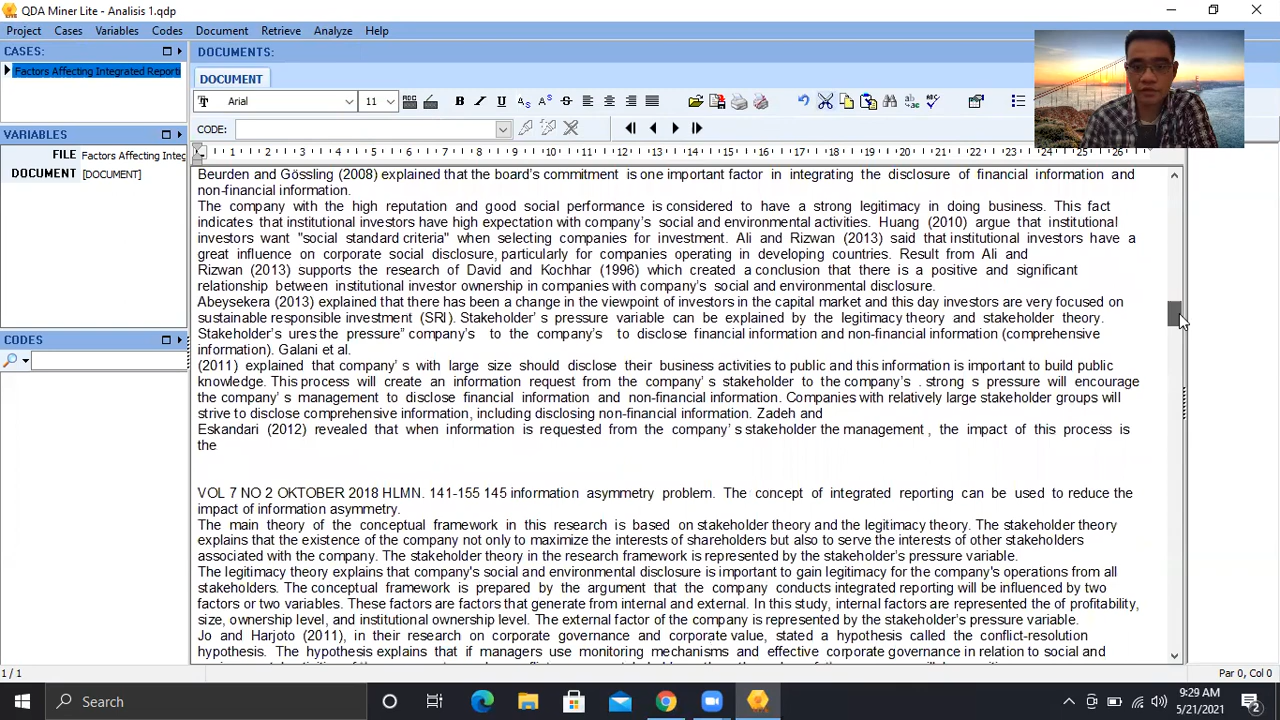 QDA Miner Lite - Analisis 1.qdp
Project Cases Variables Codes Document Retrieve Analyze Help
CASES:
Factors Affecting Integrated Reporti
VARIABLES
FILE Factors Affecting Integ
DOCUMENT [DOCUMENT]
CODES
DOCUMENTS:
DOCUMENT
Arial 11
CODE:
1 2 3 4 5 6 7 8 9 10 11 12 13 14 15 16 17 18 19 20 21 22 23 24 25 26
Beurden and Gössling (2008) explained that the board's commitment is one important factor in integrating the disclosure of financial information and
non-financial information.
The company with the high reputation and good social performance is considered to have a strong legitimacy in doing business. This fact
indicates that institutional investors have high expectation with company's social and environmental activities. Huang (2010) argue that institutional
investors want "social standard criteria" when selecting companies for investment. Ali and Rizwan (2013) said that institutional investors have a
great influence on corporate social disclosure, particularly for companies operating in developing countries. Result from Ali and
Rizwan (2013) supports the research of David and Kochhar (1996) which created a conclusion that there is a positive and significant
relationship between institutional investor ownership in companies with company's social and environmental disclosure.
Abeysekera (2013) explained that there has been a change in the viewpoint of investors in the capital market and this day investors are very focused on
sustainable responsible investment (SRI). Stakeholder' s pressure variable can be explained by the legitimacy theory and stakeholder theory.
Stakeholder's ures the pressure" company's to the company's to disclose financial information and non-financial information (comprehensive
information). Galani et al.
(2011) explained that company' s with large size should disclose their business activities to public and this information is important to build public
knowledge. This process will create an information request from the company' s stakeholder to the company's . strong s pressure will encourage
the company' s management to disclose financial information and non-financial information. Companies with relatively large stakeholder groups will
strive to disclose comprehensive information, including disclosing non-financial information. Zadeh and
Eskandari (2012) revealed that when information is requested from the company' s stakeholder the management , the impact of this process is
the
VOL 7 NO 2 OKTOBER 2018 HLMN. 141-155 145 information asymmetry problem. The concept of integrated reporting can be used to reduce the
impact of information asymmetry.
The main theory of the conceptual framework in this research is based on stakeholder theory and the legitimacy theory. The stakeholder theory
explains that the existence of the company not only to maximize the interests of shareholders but also to serve the interests of other stakeholders
associated with the company. The stakeholder theory in the research framework is represented by the stakeholder's pressure variable.
The legitimacy theory explains that company's social and environmental disclosure is important to gain legitimacy for the company's operations from all
stakeholders. The conceptual framework is prepared by the argument that the company conducts integrated reporting will be influenced by two
factors or two variables. These factors are factors that generate from internal and external. In this study, internal factors are represented the of profitability,
size, ownership level, and institutional ownership level. The external factor of the company is represented by the stakeholder's pressure variable.
Jo and Harjoto (2011), in their research on corporate governance and corporate value, stated a hypothesis called the conflict-resolution
hypothesis. The hypothesis explains that if managers use monitoring mechanisms and effective corporate governance in relation to social and
1 / 1
Par 0, Col 0
Search
9:29 AM
5/21/2021
2